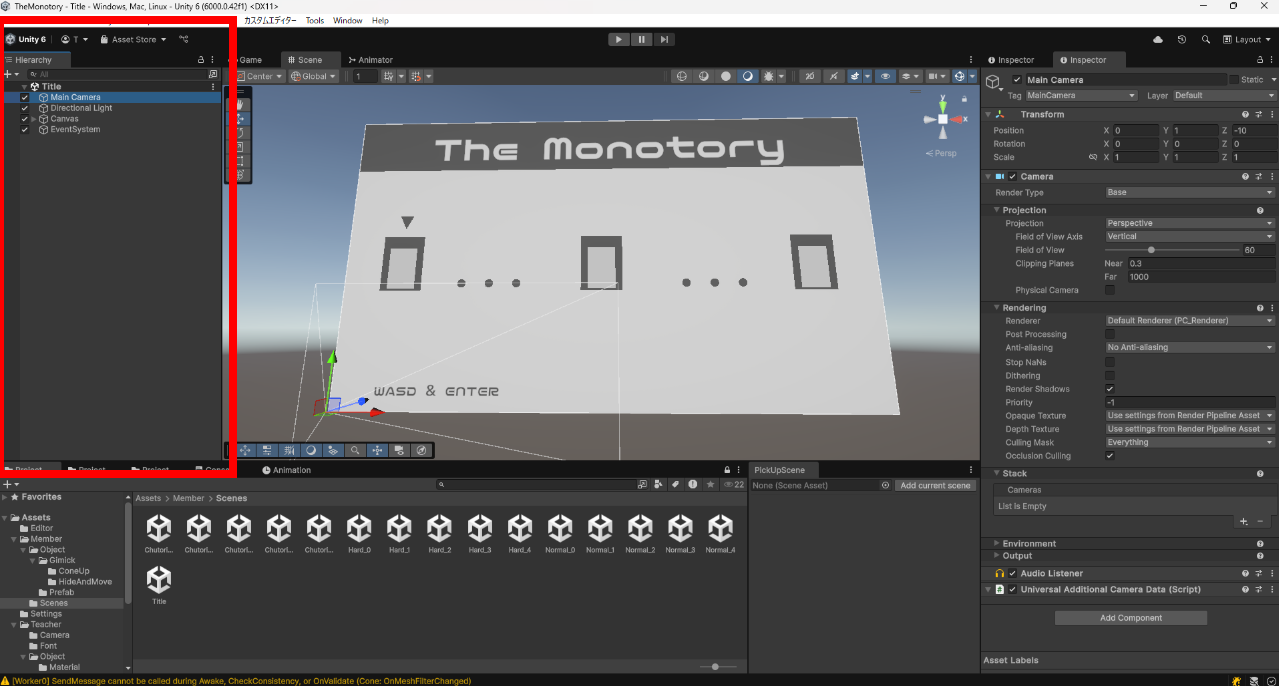 TheMonotory - Title - Windows, Mac, Linux - Unity 6 (6000.0.42f1) <DX11>
カスタムエディター Tools Window Help
Unity 6 T Asset Store Layout
Hierarchy Game Scene Animator Inspector Inspector
All Center Global 1 Main Camera Static
Title Tag MainCamera Layer Default
Main Camera
Directional Light
Canvas
EventSystem
y
x
Persp
The Monotory
WASD & ENTER
Transform
Position X 0 Y 1 Z -10
Rotation X 0 Y 0 Z 0
Scale X 1 Y 1 Z 1
Camera
Render Type Base
Projection
Projection Perspective
Field of View Axis Vertical
Field of View 60
Clipping Planes Near 0.3
Far 1000
Physical Camera
Rendering
Renderer Default Renderer (PC_Renderer)
Post Processing
Anti-aliasing No Anti-aliasing
Stop NaNs
Dithering
Render Shadows
Priority -1
Opaque Texture Use settings from Render Pipeline Asset
Depth Texture Use settings from Render Pipeline Asset
Culling Mask Everything
Occlusion Culling
Stack
Cameras
List is Empty
Environment
Output
Audio Listener
Universal Additional Camera Data (Script)
Add Component
Asset Labels
Project Project Project Animation PickUpScene
22 None (Scene Asset) Add current scene
Favorites
Assets
Editor
Member
Object
Gimick
ConeUp
HideAndMove
Prefab
Scenes
Settings
Teacher
Camera
Font
Object
Material
Assets > Member > Scenes
Chutorl... Chutorl... Chutorl... Chutorl... Chutorl... Hard_0 Hard_1 Hard_2 Hard_3 Hard_4 Normal_0 Normal_1 Normal_2 Normal_3 Normal_4
Title
[Worker0] SendMessage cannot be called during Awake, CheckConsistency, or OnValidate (Cone: OnMeshFilterChanged)